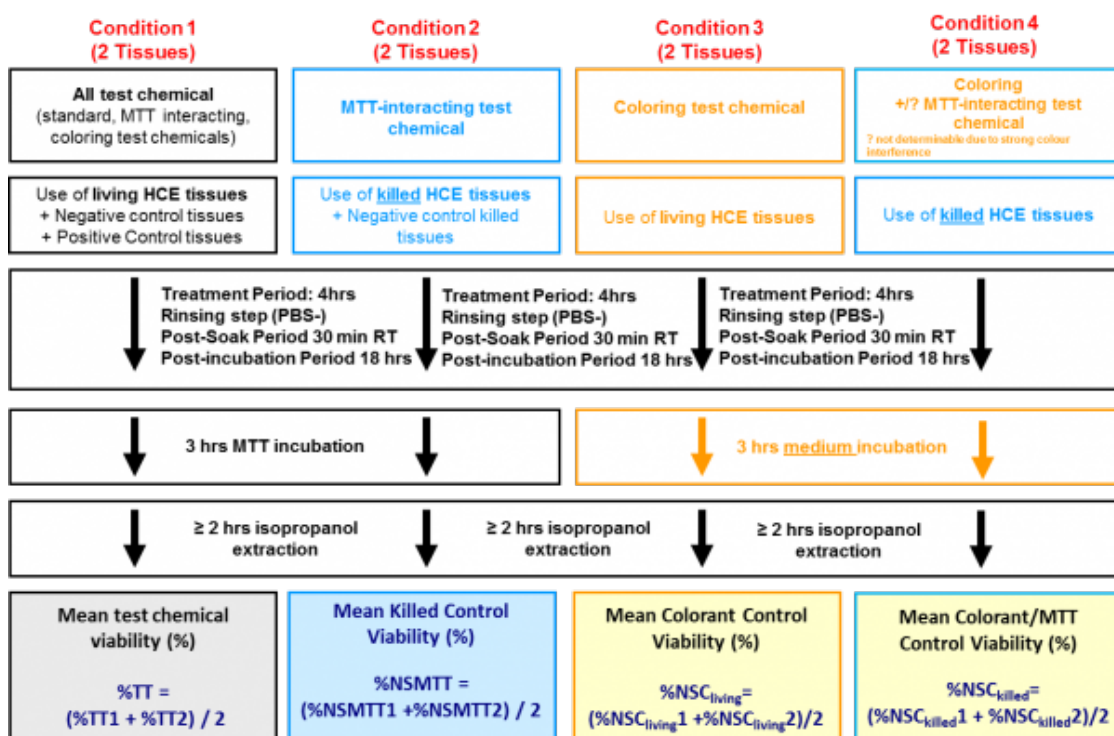 Condition 1
(2 Tissues)
Condition 2
(2 Tissues)
Condition 3
(2 Tissues)
Condition 4
(2 Tissues)
All test chemical
(standard, MTT interacting,
coloring test chemicals)
MTT-interacting test
chemical
Coloring test chemical
Coloring
+/? MTT-interacting test
chemical
? not determinable due to strong colour
interference
Use of living HCE tissues
+ Negative control tissues
+ Positive Control tissues
Use of killed HCE tissues
+ Negative control killed
tissues
Use of living HCE tissues
Use of killed HCE tissues
Treatment Period: 4hrs
Rinsing step (PBS-)
Post-Soak Period 30 min RT
Post-incubation Period 18 hrs
Treatment Period: 4hrs
Rinsing step (PBS-)
Post-Soak Period 30 min RT
Post-incubation Period 18 hrs
Treatment Period: 4hrs
Rinsing step (PBS-)
Post-Soak Period 30 min RT
Post-incubation Period 18 hrs
3 hrs MTT incubation
3 hrs medium incubation
≥ 2 hrs isopropanol
extraction
≥ 2 hrs isopropanol
extraction
≥ 2 hrs isopropanol
extraction
Mean test chemical
viability (%)
%TT =
(%TT1 + %TT2) / 2
Mean Killed Control
Viability (%)
%NSMTT =
(%NSMTT1 +%NSMTT2) / 2
Mean Colorant Control
Viability (%)
%NSCliving=
(%NSCliving1 +%NSCliving2)/2
Mean Colorant/MTT
Control Viability (%)
%NSCkilled=
(%NSCkilled1 + %NSCkilled2)/2